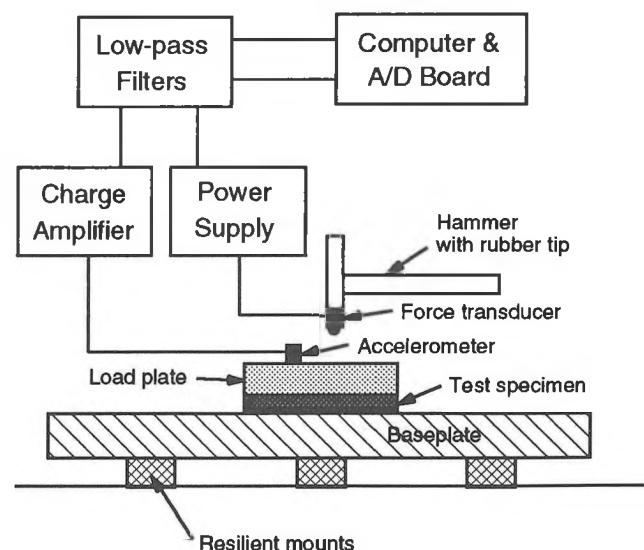 Low-pass
Filters
Computer &
A/D Board
Charge
Amplifier
Power
Supply
Hammer
with rubber tip
Force transducer
Accelerometer
Load plate
Test specimen
Baseplate
Resilient mounts